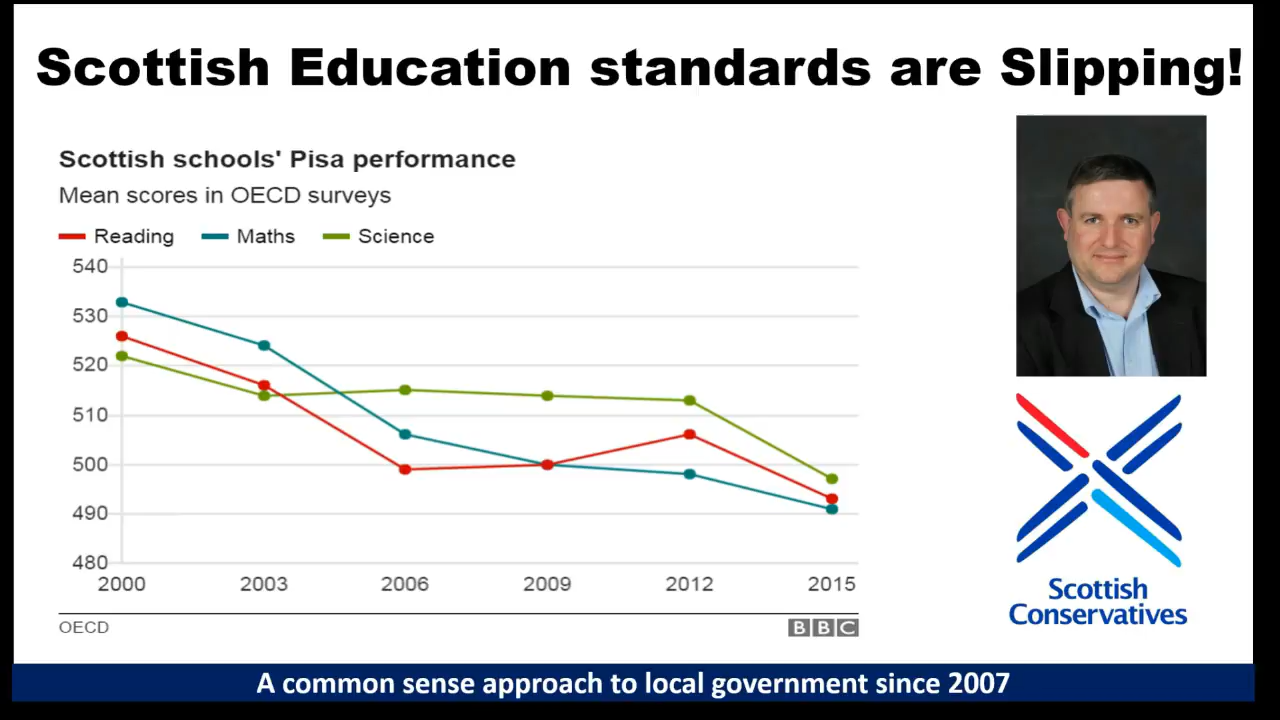 Scottish Education standards are Slipping!
Scottish schools' Pisa performance
Mean scores in OECD surveys
Reading Maths Science
540
530
520
510
500
490
480
2000 2003 2006 2009 2012 2015
OECD BBC
Scottish
Conservatives
A common sense approach to local government since 2007